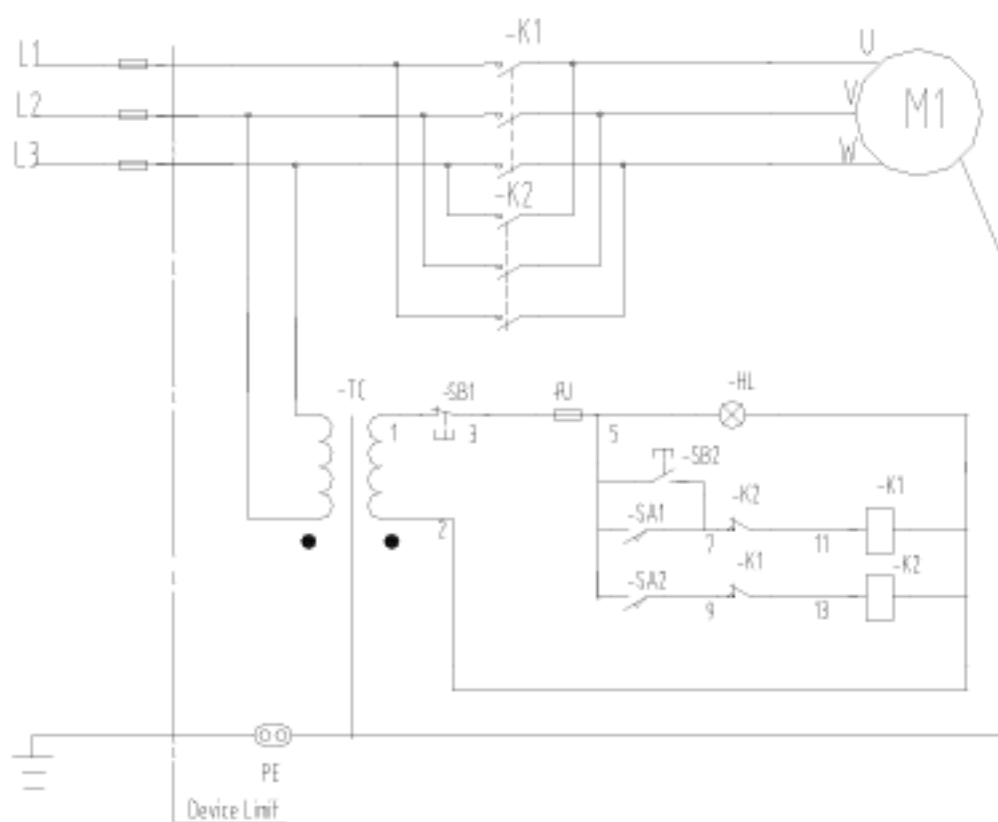 L1
-K1
U
L2
V
M1
L3
W
-K2
-TC
-SB1
-FU
-HL
1
3
5
-SB2
-K2
-K1
-SA1
2
7
11
-K1
-K2
-SA2
9
13
PE
Device Limit